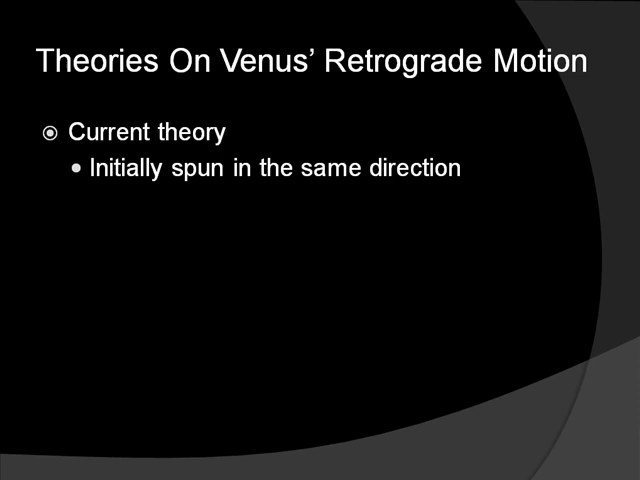 Theories On Venus’ Retrograde Motion
Current theory
Initially spun in the same direction